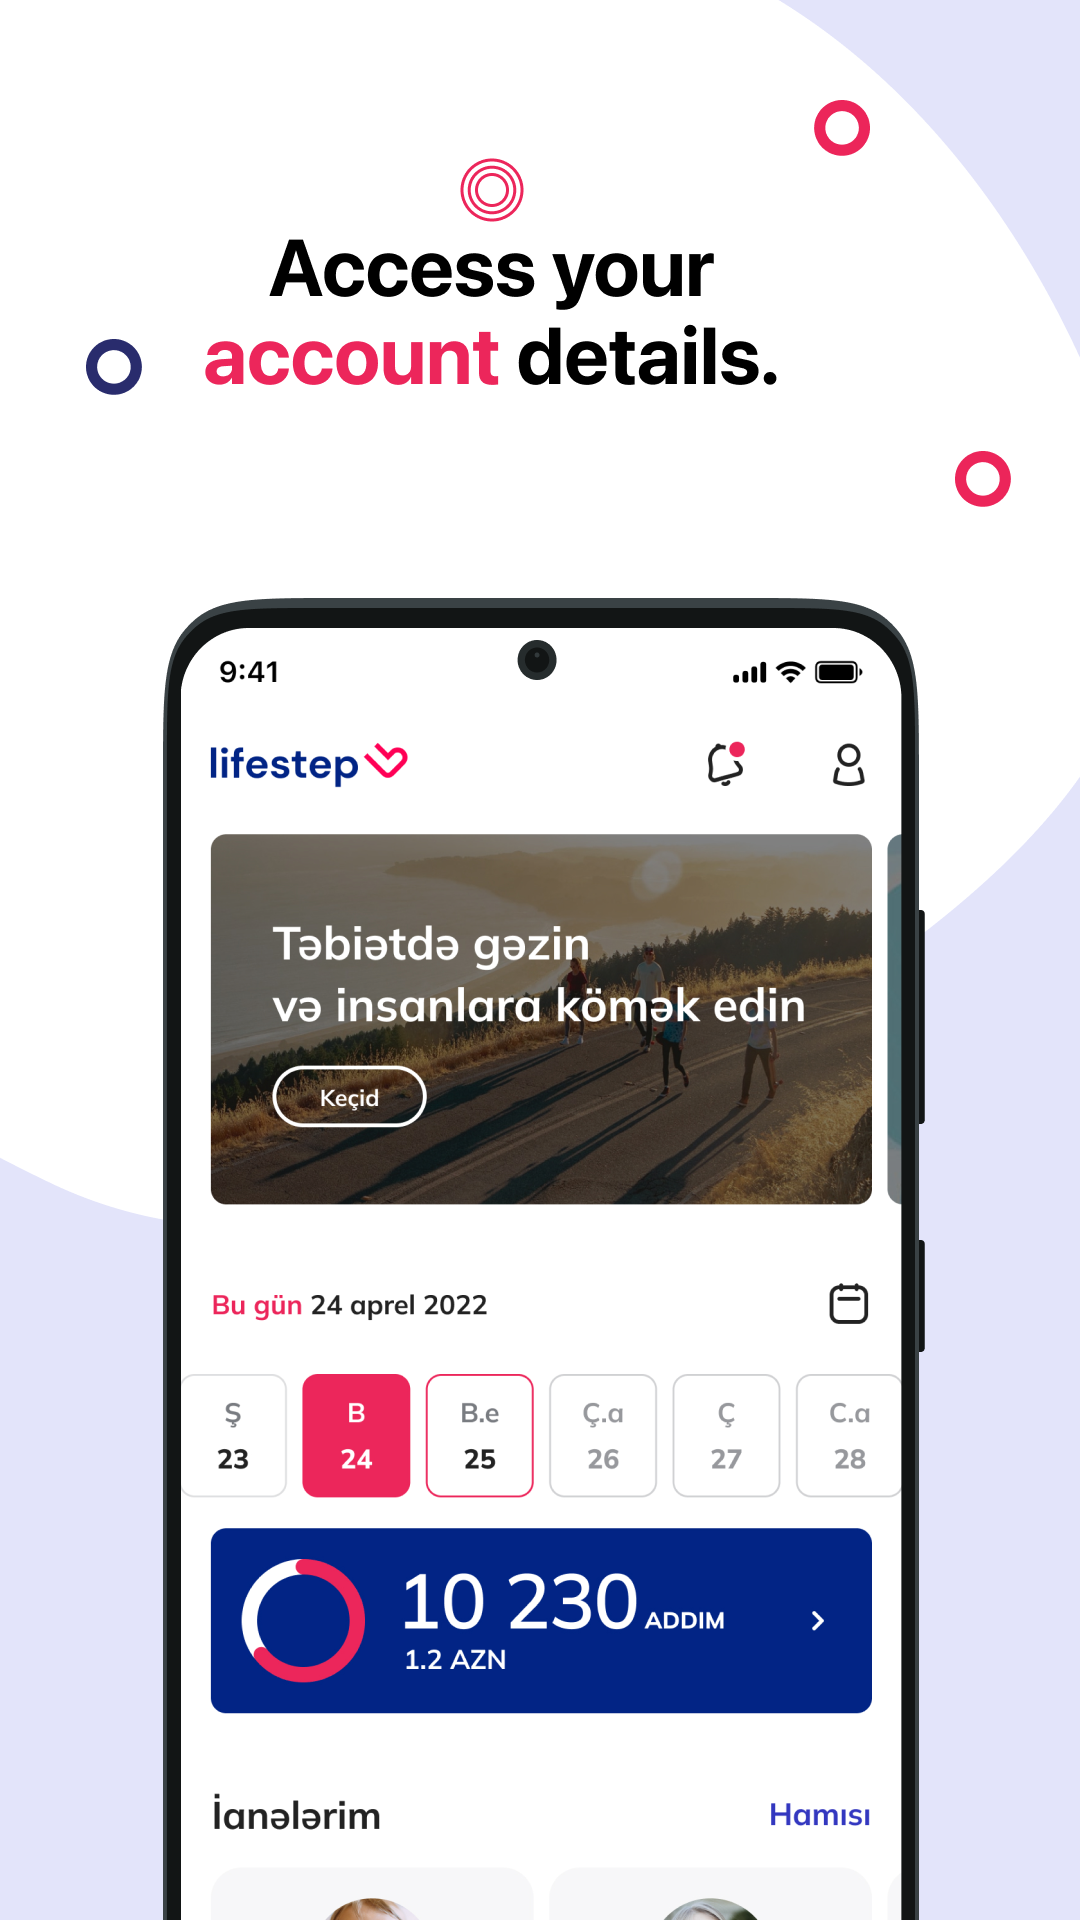 Access your
account details.
9:41
lifestep
Təbiətdə gəzin
və insanlara kömək edin
Keçid
Bu gün 24 aprel 2022
Ş B B.e Ç.a Ç C.a
23 24 25 26 27 28
10 230 ADDIM
1.2 AZN
İanələrim Hamısı